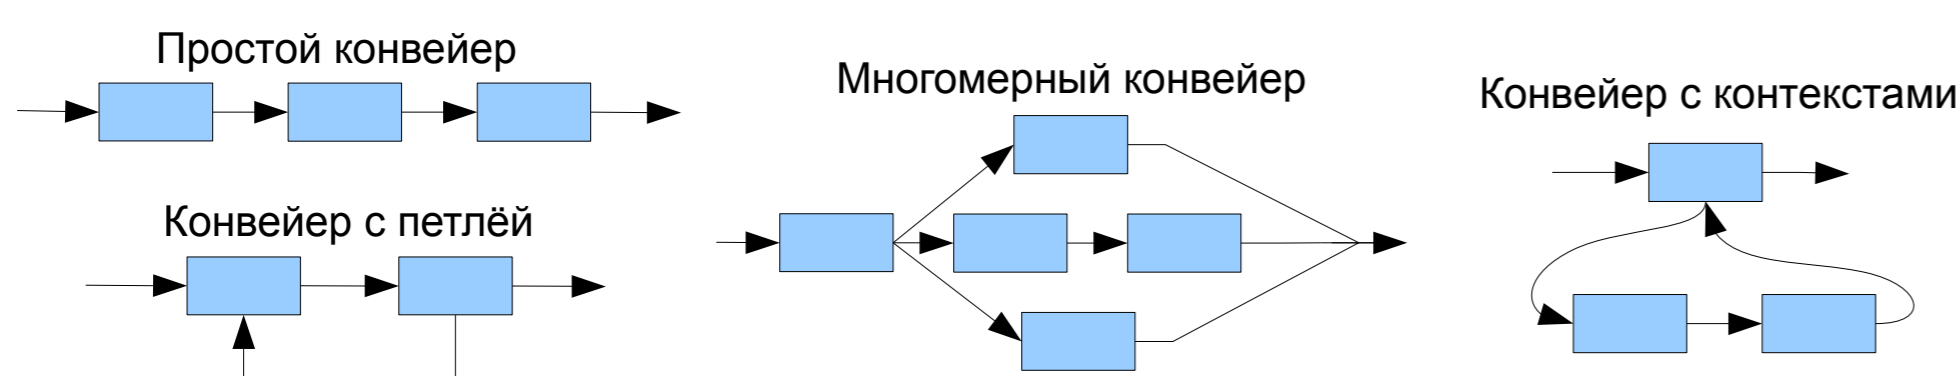 Простой конвейер
Конвейер с петлёй
Многомерный конвейер
Конвейер с контекстами